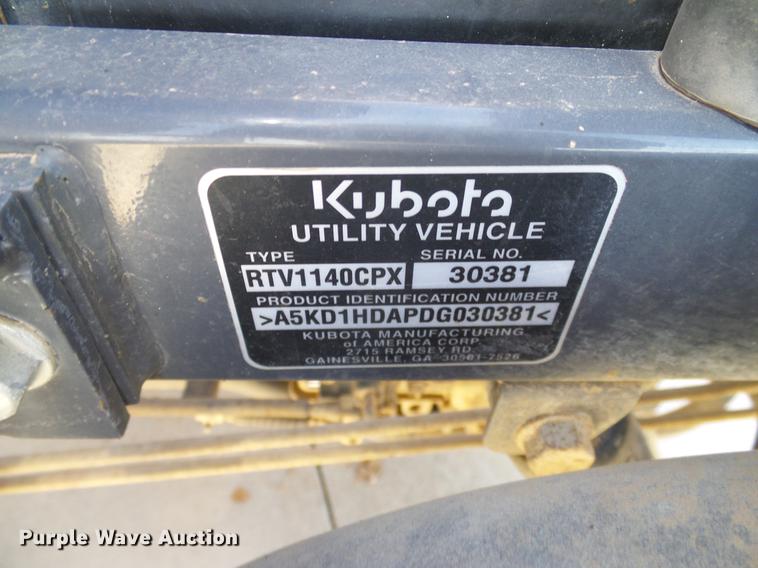 Kubota
UTILITY VEHICLE
TYPE SERIAL NO.
RTV1140CPX 30381
PRODUCT IDENTIFICATION NUMBER
>A5KD1HDAPDG030381<
KUBOTA MANUFACTURING
of AMERICA CORP.
2715 RAMSEY RD.
GAINESVILLE, GA 30501-7526
Purple Wave Auction